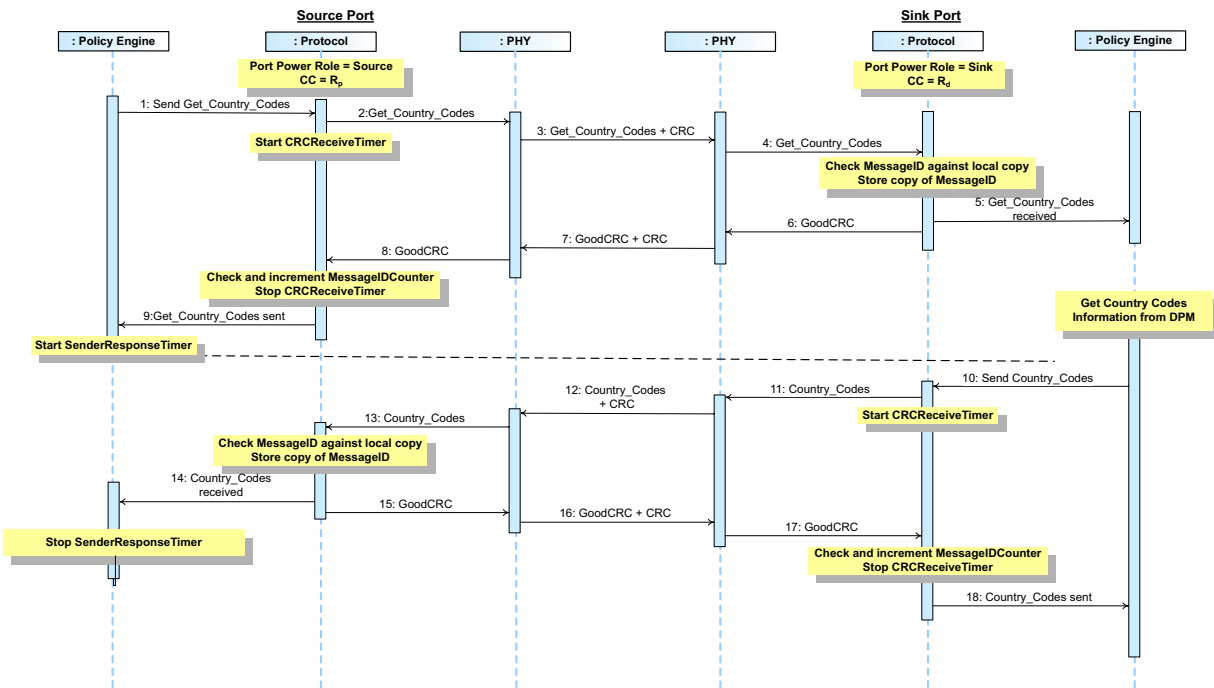 Source Port
Sink Port
: Policy Engine
: Protocol
: PHY
: PHY
: Protocol
: Policy Engine
Port Power Role = Source
CC = Rp
Port Power Role = Sink
CC = Rd
1: Send Get_Country_Codes
2:Get_Country_Codes
Start CRCReceiveTimer
3: Get_Country_Codes + CRC
4: Get_Country_Codes
Check MessageID against local copy
Store copy of MessageID
5: Get_Country_Codes
received
6: GoodCRC
7: GoodCRC + CRC
8: GoodCRC
Check and increment MessageIDCounter
Stop CRCReceiveTimer
9:Get_Country_Codes sent
Start SenderResponseTimer
Get Country Codes
Information from DPM
10: Send Country_Codes
11: Country_Codes
Start CRCReceiveTimer
12: Country_Codes
+ CRC
13: Country_Codes
Check MessageID against local copy
Store copy of MessageID
14: Country_Codes
received
15: GoodCRC
16: GoodCRC + CRC
17: GoodCRC
Stop SenderResponseTimer
Check and increment MessageIDCounter
Stop CRCReceiveTimer
18: Country_Codes sent